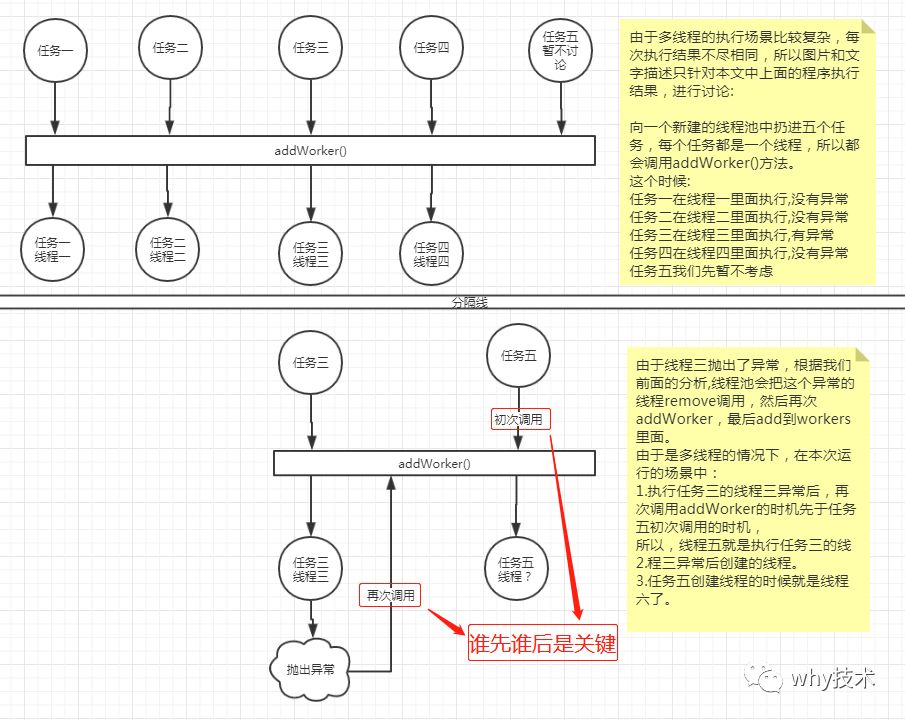 任务一
任务二
任务三
任务四
任务五
暂不讨
论
addWorker()
任务一
线程一
任务二
线程二
任务三
线程三
任务四
线程四
由于多线程的执行场景比较复杂，每
次执行结果不尽相同，所以图片和文
字描述只针对本文中上面的程序执行
结果，进行讨论:
向一个新建的线程池中扔进五个任
务，每个任务都是一个线程，所以都
会调用addWorker()方法。
这个时候:
任务一在线程一里面执行,没有异常
任务二在线程二里面执行,没有异常
任务三在线程三里面执行,有异常
任务四在线程四里面执行,没有异常
任务五我们先暂不考虑
分隔线
任务三
任务五
初次调用
addWorker()
任务三
线程三
任务五
线程？
再次调用
抛出异常
谁先谁后是关键
由于线程三抛出了异常，根据我们
前面的分析,线程池会把这个异常的
线程remove调用，然后再次
addWorker，最后add到workers
里面。
由于是多线程的情况下，在本次运
行的场景中：
1.执行任务三的线程三异常后，再
次调用addWorker的时机先于任务
五初次调用的时机，
所以，线程五就是执行任务三的线
2.程三异常后创建的线程。
3.任务五创建线程的时候就是线程
六了。
why技术